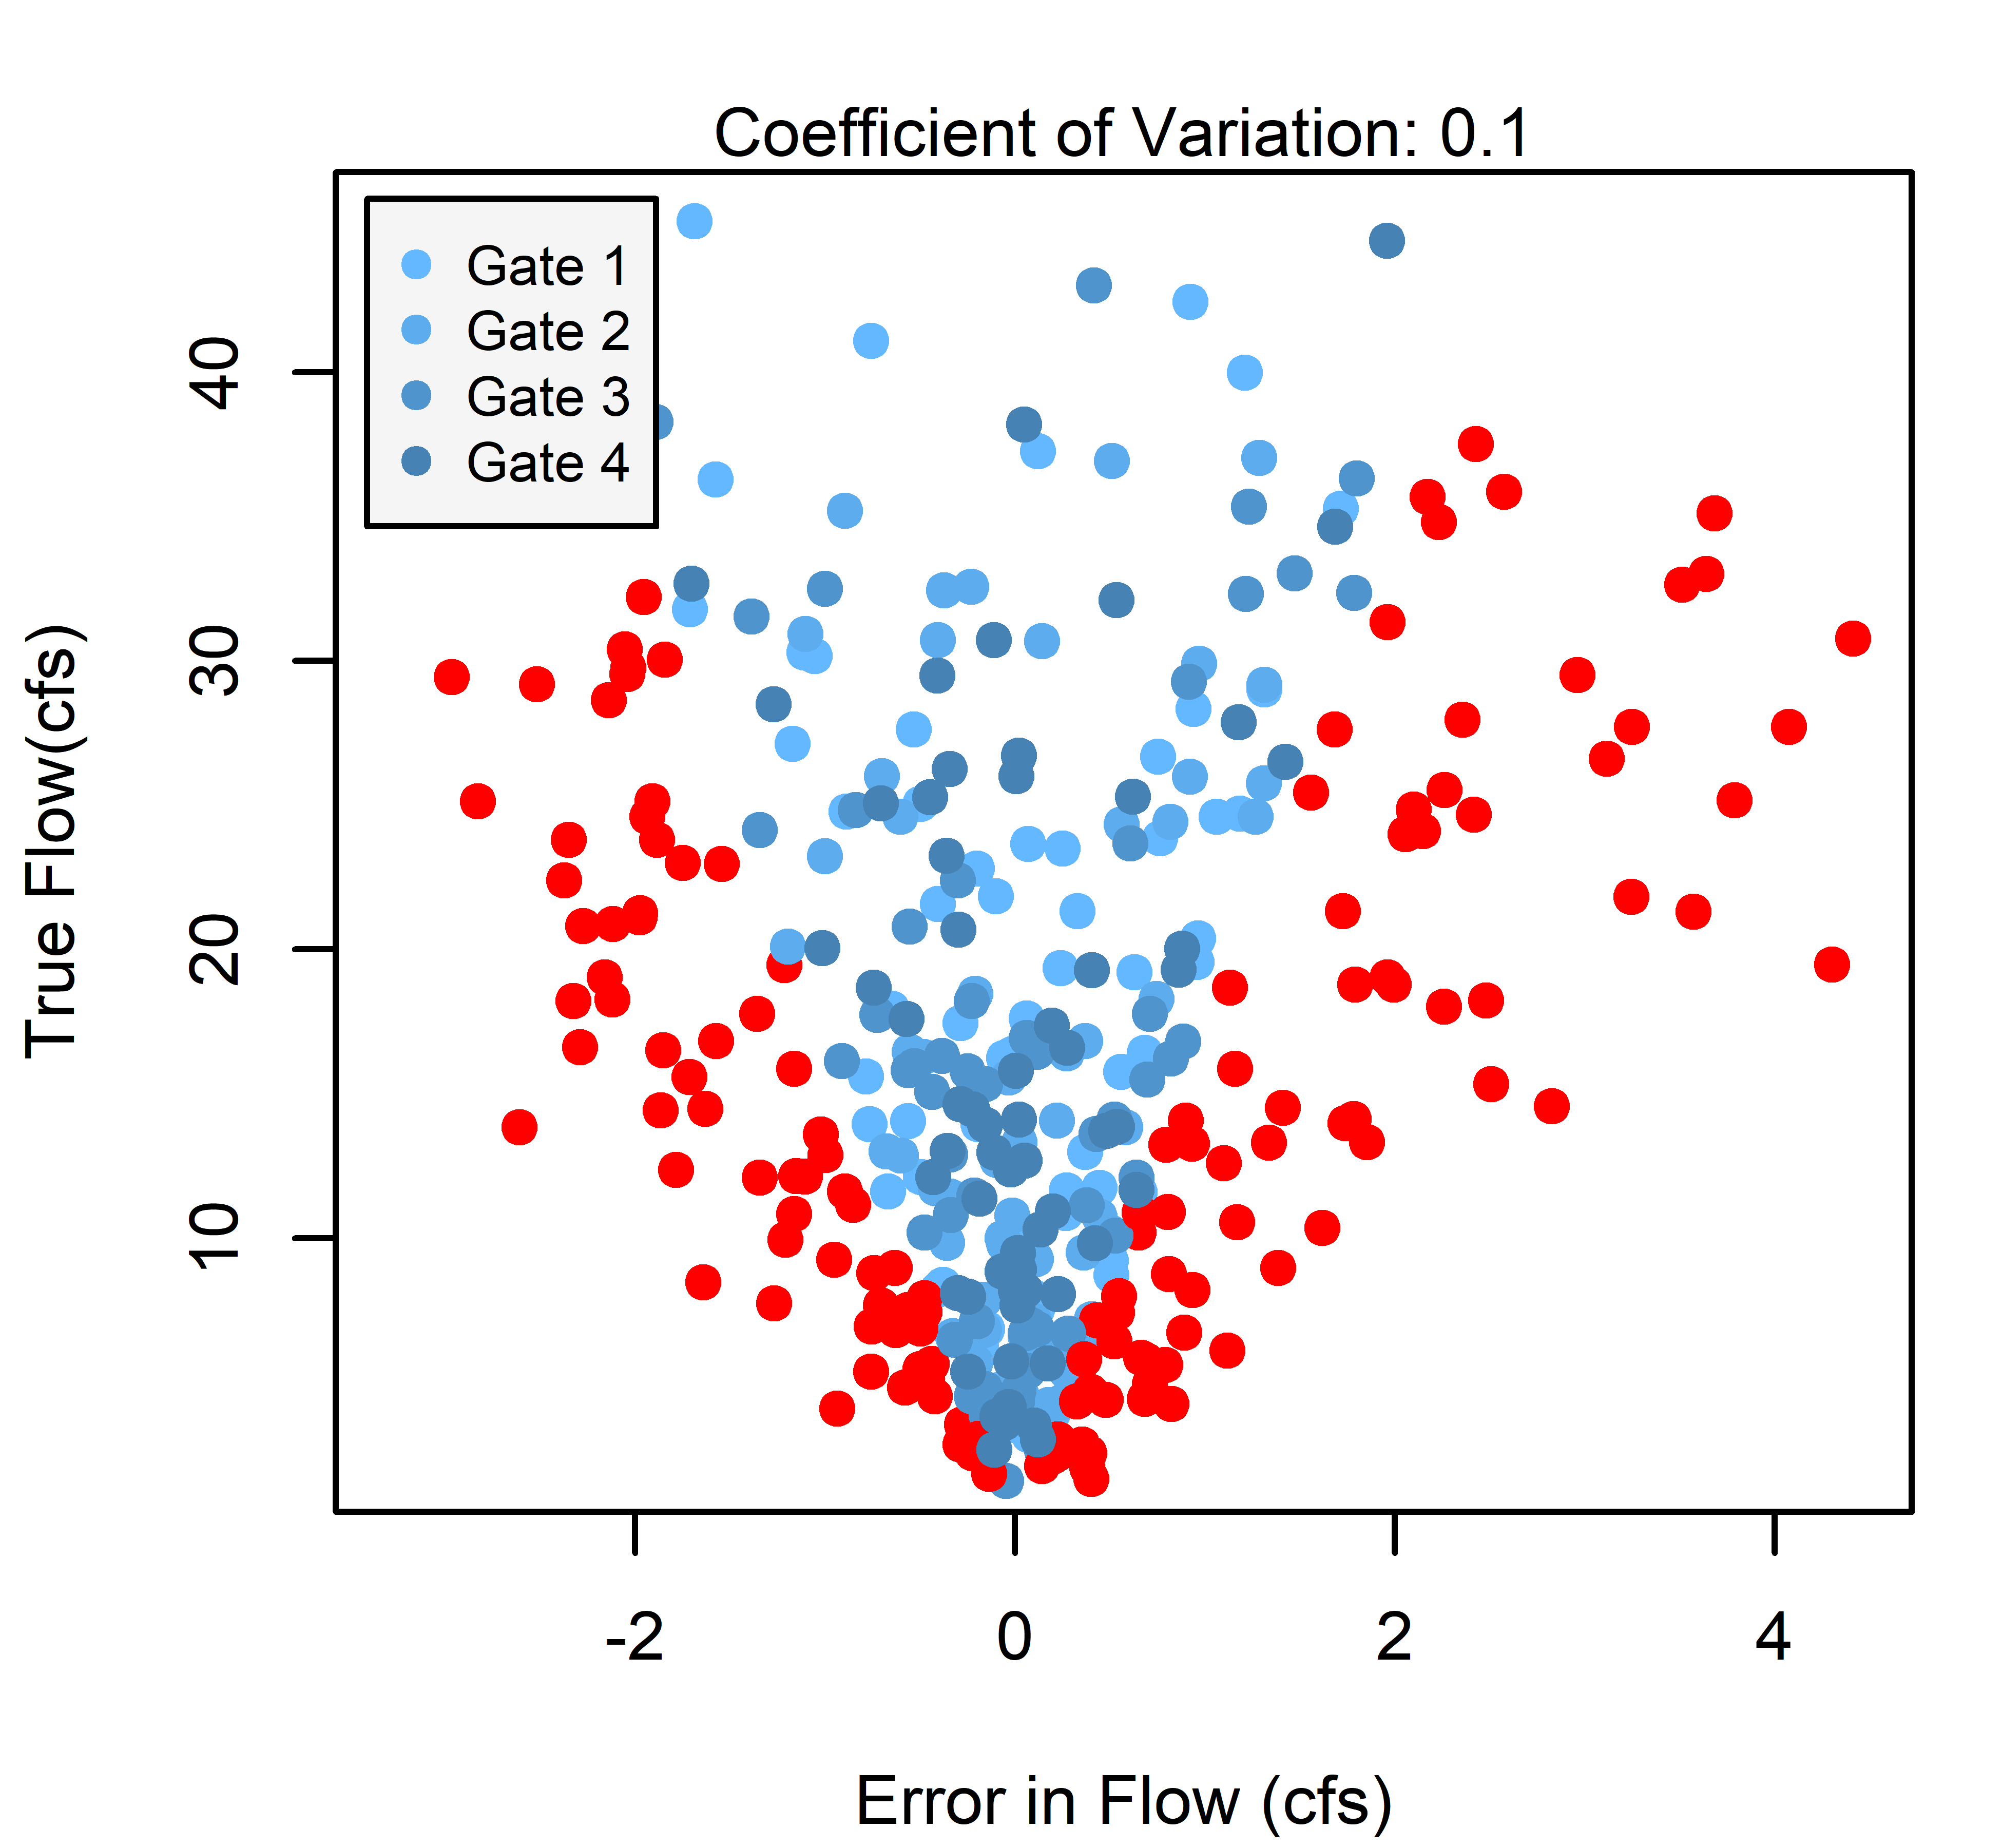 Coefficient of Variation: 0.1
Gate 1
Gate 2
Gate 3
Gate 4
True Flow(cfs)
40
30
20
10
-2 0 2 4
Error in Flow (cfs)